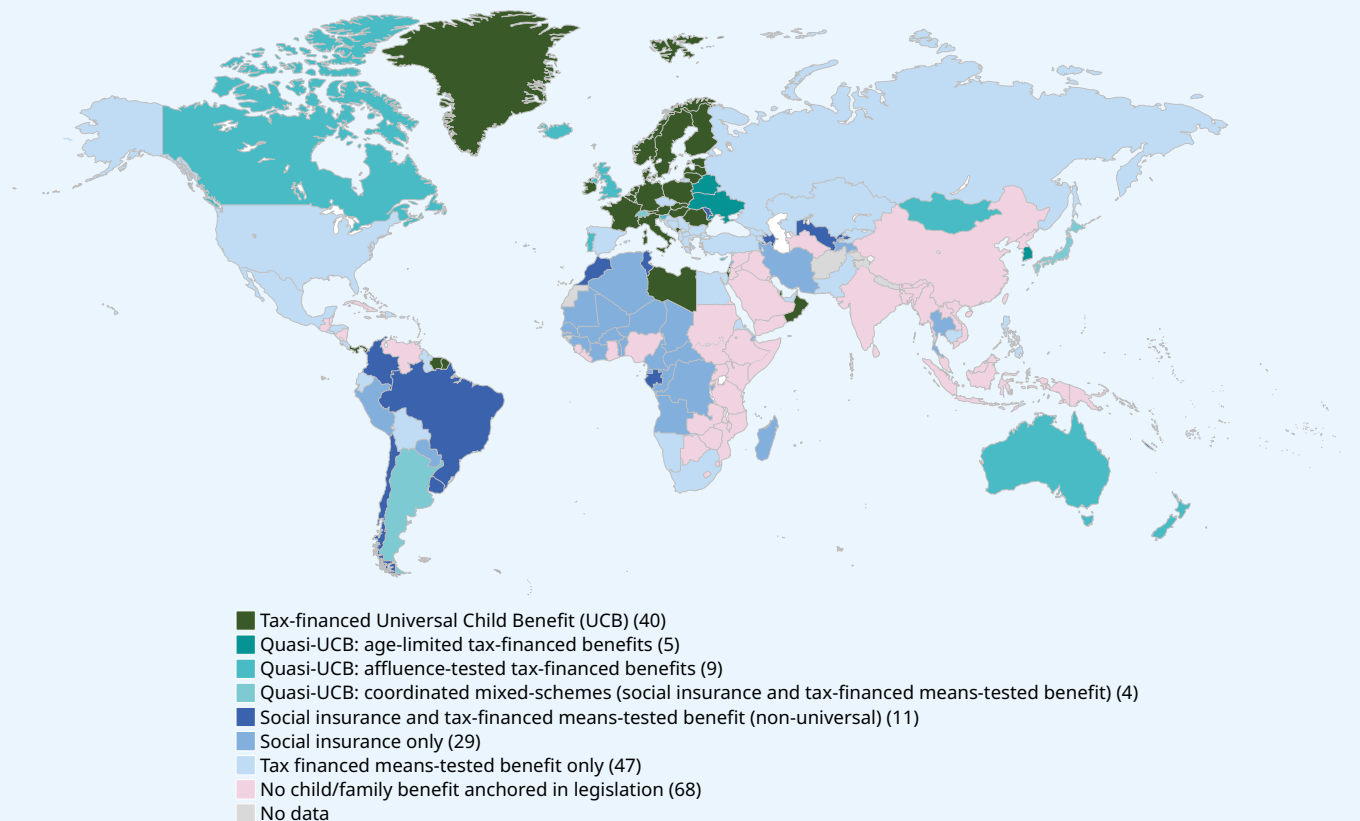 Tax-financed Universal Child Benefit (UCB) (40)
Quasi-UCB: age-limited tax-financed benefits (5)
Quasi-UCB: affluence-tested tax-financed benefits (9)
Quasi-UCB: coordinated mixed-schemes (social insurance and tax-financed means-tested benefit) (4)
Social insurance and tax-financed means-tested benefit (non-universal) (11)
Social insurance only (29)
Tax financed means-tested benefit only (47)
No child/family benefit anchored in legislation (68)
No data